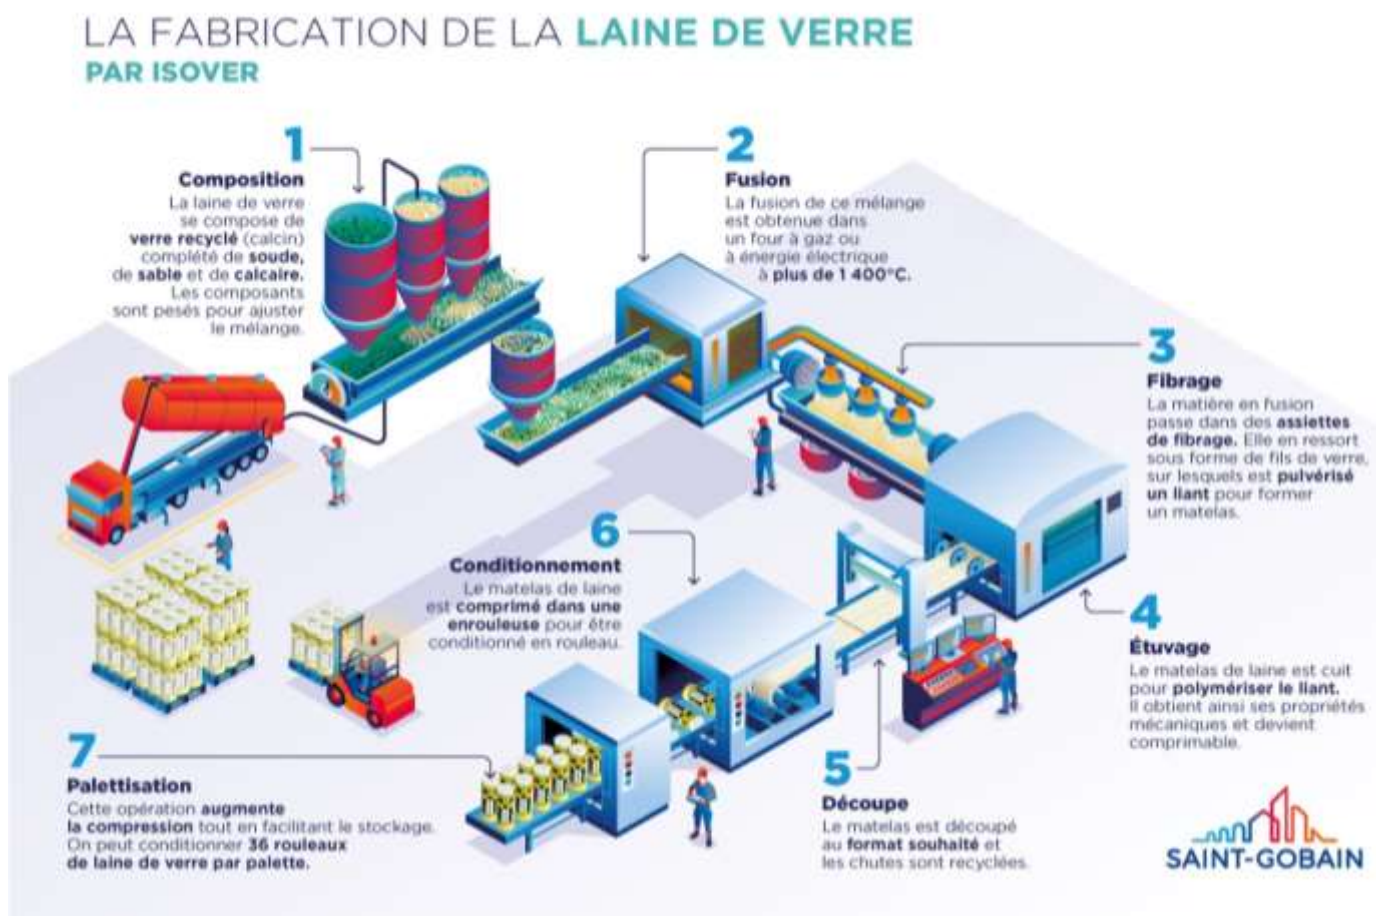 LA FABRICATION DE LA LAINE DE VERRE
PAR ISOVER
1
Composition
La laine de verre
se compose de
verre recyclé (calcin)
complété de soude,
de sable et de calcaire.
Les composants
sont pesés pour ajuster
le mélange.
2
Fusion
La fusion de ce mélange
est obtenue dans
un four à gaz ou
à énergie électrique
à plus de 1 400°C.
3
Fibrage
La matière en fusion
passe dans des assiettes
de fibrage. Elle en ressort
sous forme de fils de verre,
sur lesquels est pulvérisé
un liant pour former
un matelas.
4
Étuvage
Le matelas de laine est cuit
pour polymériser le liant.
Il obtient ainsi ses propriétés
mécaniques et devient
comprimable.
5
Découpe
Le matelas est découpé
au format souhaité et
les chutes sont recyclées.
6
Conditionnement
Le matelas de laine
est comprimé dans une
enrouleuse pour être
conditionné en rouleau.
7
Palettisation
Cette opération augmente
la compression tout en facilitant le stockage.
On peut conditionner 36 rouleaux
de laine de verre par palette.
SAINT-GOBAIN